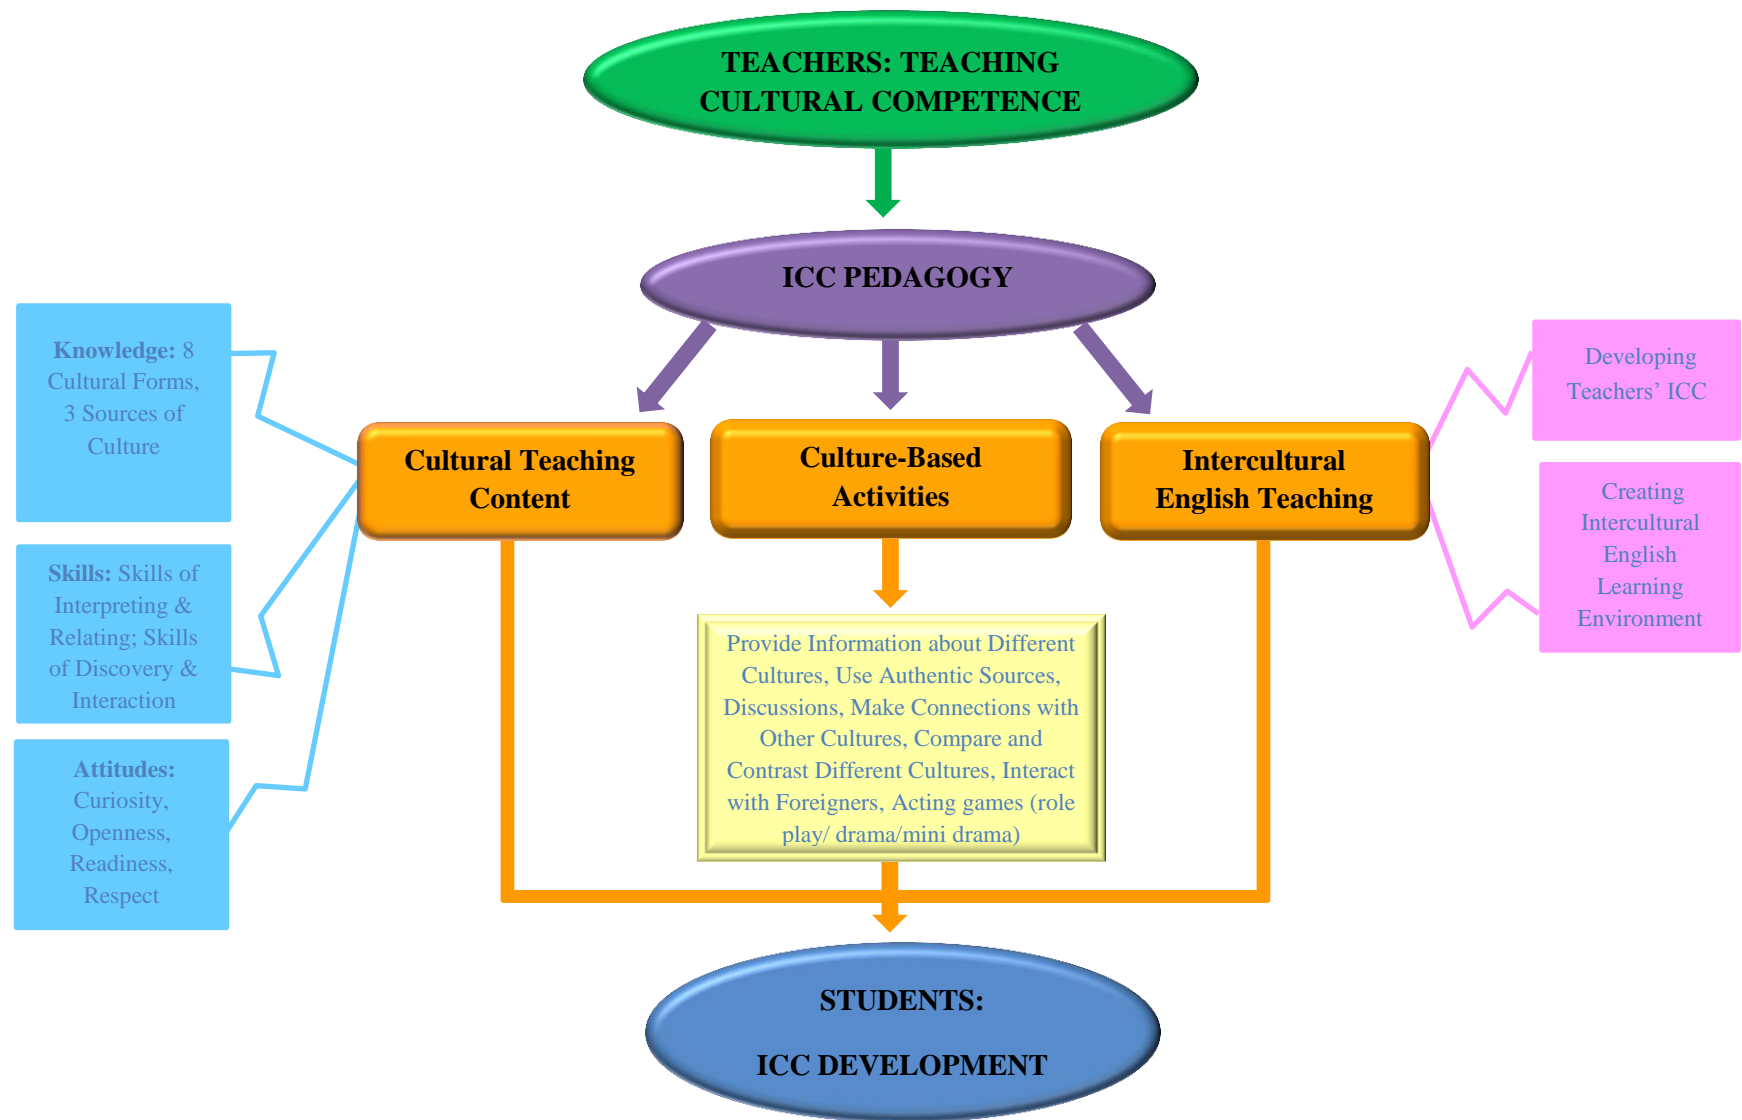 TEACHERS: TEACHING
CULTURAL COMPETENCE
ICC PEDAGOGY
Knowledge: 8
Cultural Forms,
3 Sources of
Culture
Skills: Skills of
Interpreting &
Relating; Skills
of Discovery &
Interaction
Attitudes:
Curiosity,
Openness,
Readiness,
Respect
Cultural Teaching
Content
Culture-Based
Activities
Intercultural
English Teaching
Developing
Teachers’ ICC
Creating
Intercultural
English
Learning
Environment
Provide Information about Different
Cultures, Use Authentic Sources,
Discussions, Make Connections with
Other Cultures, Compare and
Contrast Different Cultures, Interact
with Foreigners, Acting games (role
play/ drama/mini drama)
STUDENTS:
ICC DEVELOPMENT